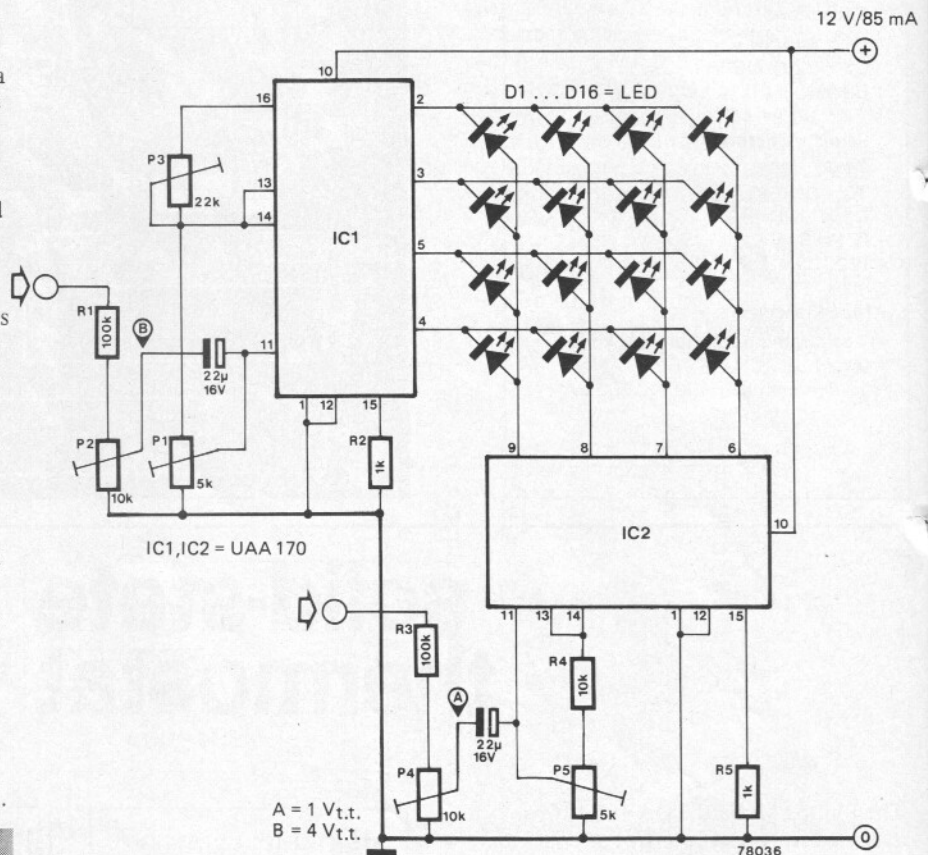 12 V/85 mA
+
a
10
16
2
D1 ... D16 = LED
P3
22k
13
14
3
IC1
5
4
d
s
R1
100k
B
22µ
16V
11
1
12
15
R2
1k
P2
10k
P1
5k
9
8
7
6
IC1,IC2 = UAA 170
IC2
10
11
13
14
1
12
15
R3
100k
R4
10k
A
22µ
16V
P4
10k
P5
5k
R5
1k
A = 1 Vt.t.
B = 4 Vt.t.
0
78036